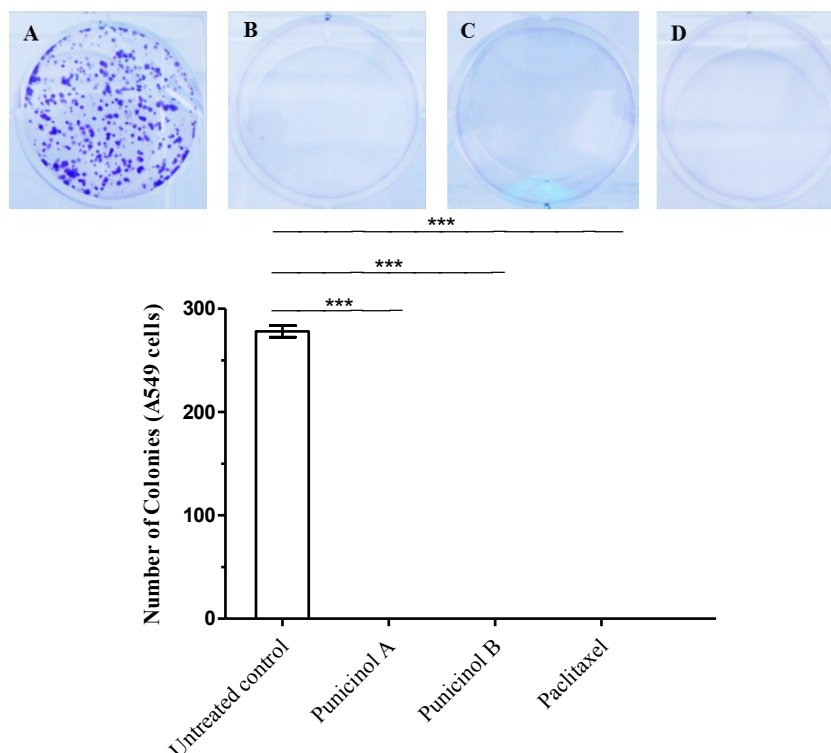 A
B
C
D
***
***
***
300
200
100
0
Number of Colonies (A549 cells)
Untreated control
Punicinol A
Punicinol B
Paclitaxel